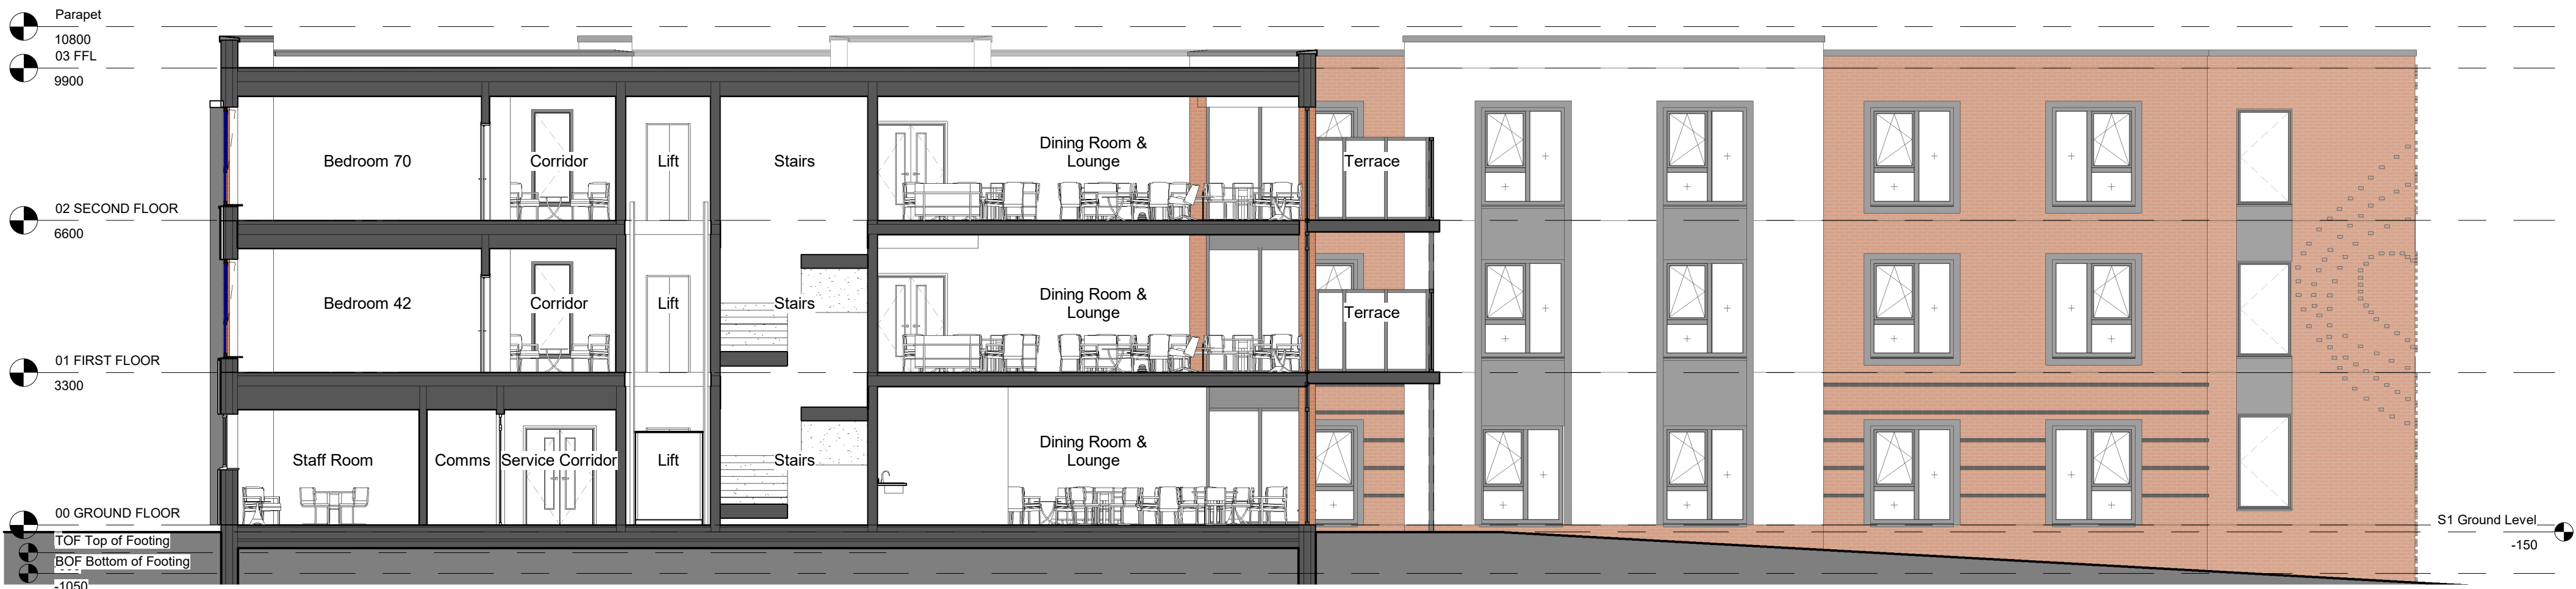 Parapet
10800
03 FFL
9900
Bedroom 70
Corridor
Lift
Stairs
Dining Room &
Lounge
Terrace
02 SECOND FLOOR
6600
Bedroom 42
Corridor
Lift
Stairs
Dining Room &
Lounge
Terrace
01 FIRST FLOOR
3300
Staff Room
Comms
Service Corridor
Lift
Stairs
Dining Room &
Lounge
00 GROUND FLOOR
TOF Top of Footing
BOF Bottom of Footing
-1050
S1 Ground Level
-150